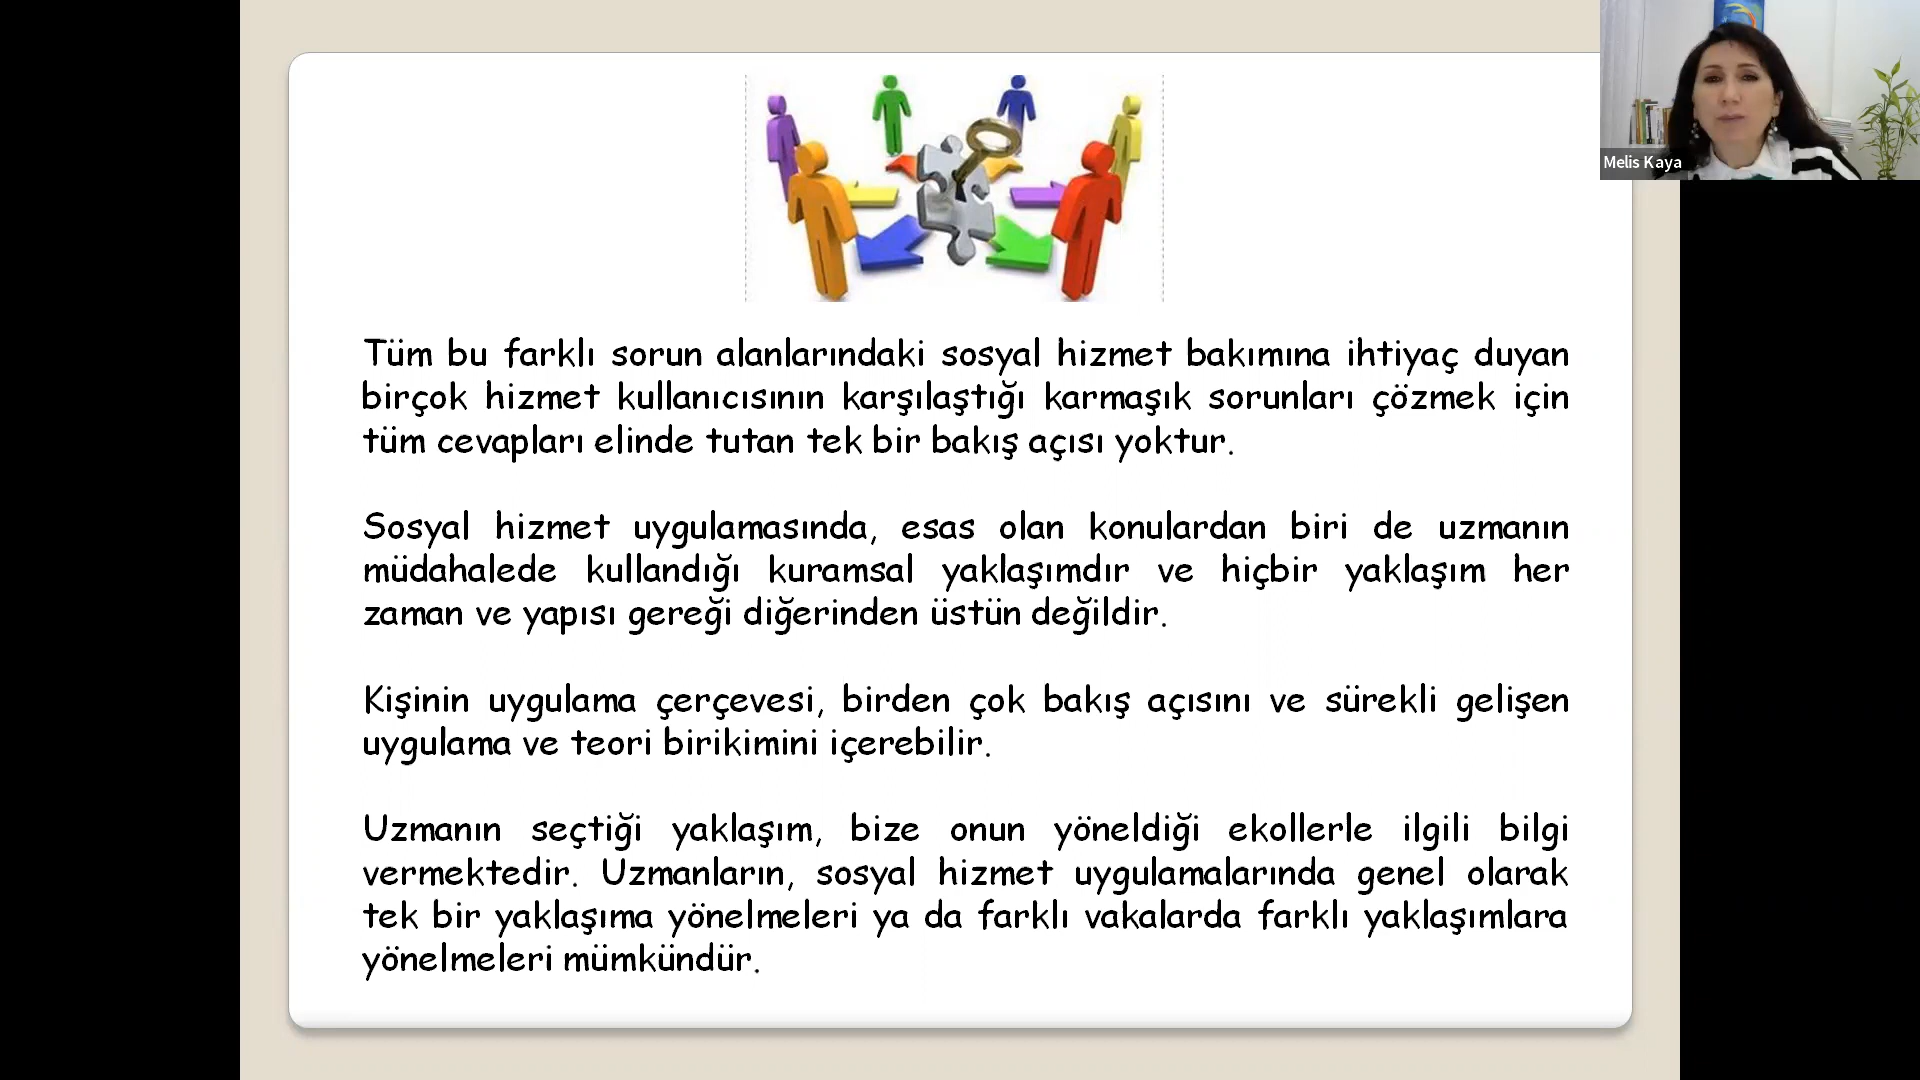 Melis Kaya
Tüm bu farklı sorun alanlarındaki sosyal hizmet bakımına ihtiyaç duyan
birçok hizmet kullanıcısının karşılaştığı karmaşık sorunları çözmek için
tüm cevapları elinde tutan tek bir bakış açısı yoktur.
Sosyal hizmet uygulamasında, esas olan konulardan biri de uzmanın
müdahalede kullandığı kuramsal yaklaşımdır ve hiçbir yaklaşım her
zaman ve yapısı gereği diğerinden üstün değildir.
Kişinin uygulama çerçevesi, birden çok bakış açısını ve sürekli gelişen
uygulama ve teori birikimini içerebilir.
Uzmanın seçtiği yaklaşım, bize onun yöneldiği ekollerle ilgili bilgi
vermektedir. Uzmanların, sosyal hizmet uygulamalarında genel olarak
tek bir yaklaşıma yönelmeleri ya da farklı vakalarda farklı yaklaşımlara
yönelmeleri mümkündür.